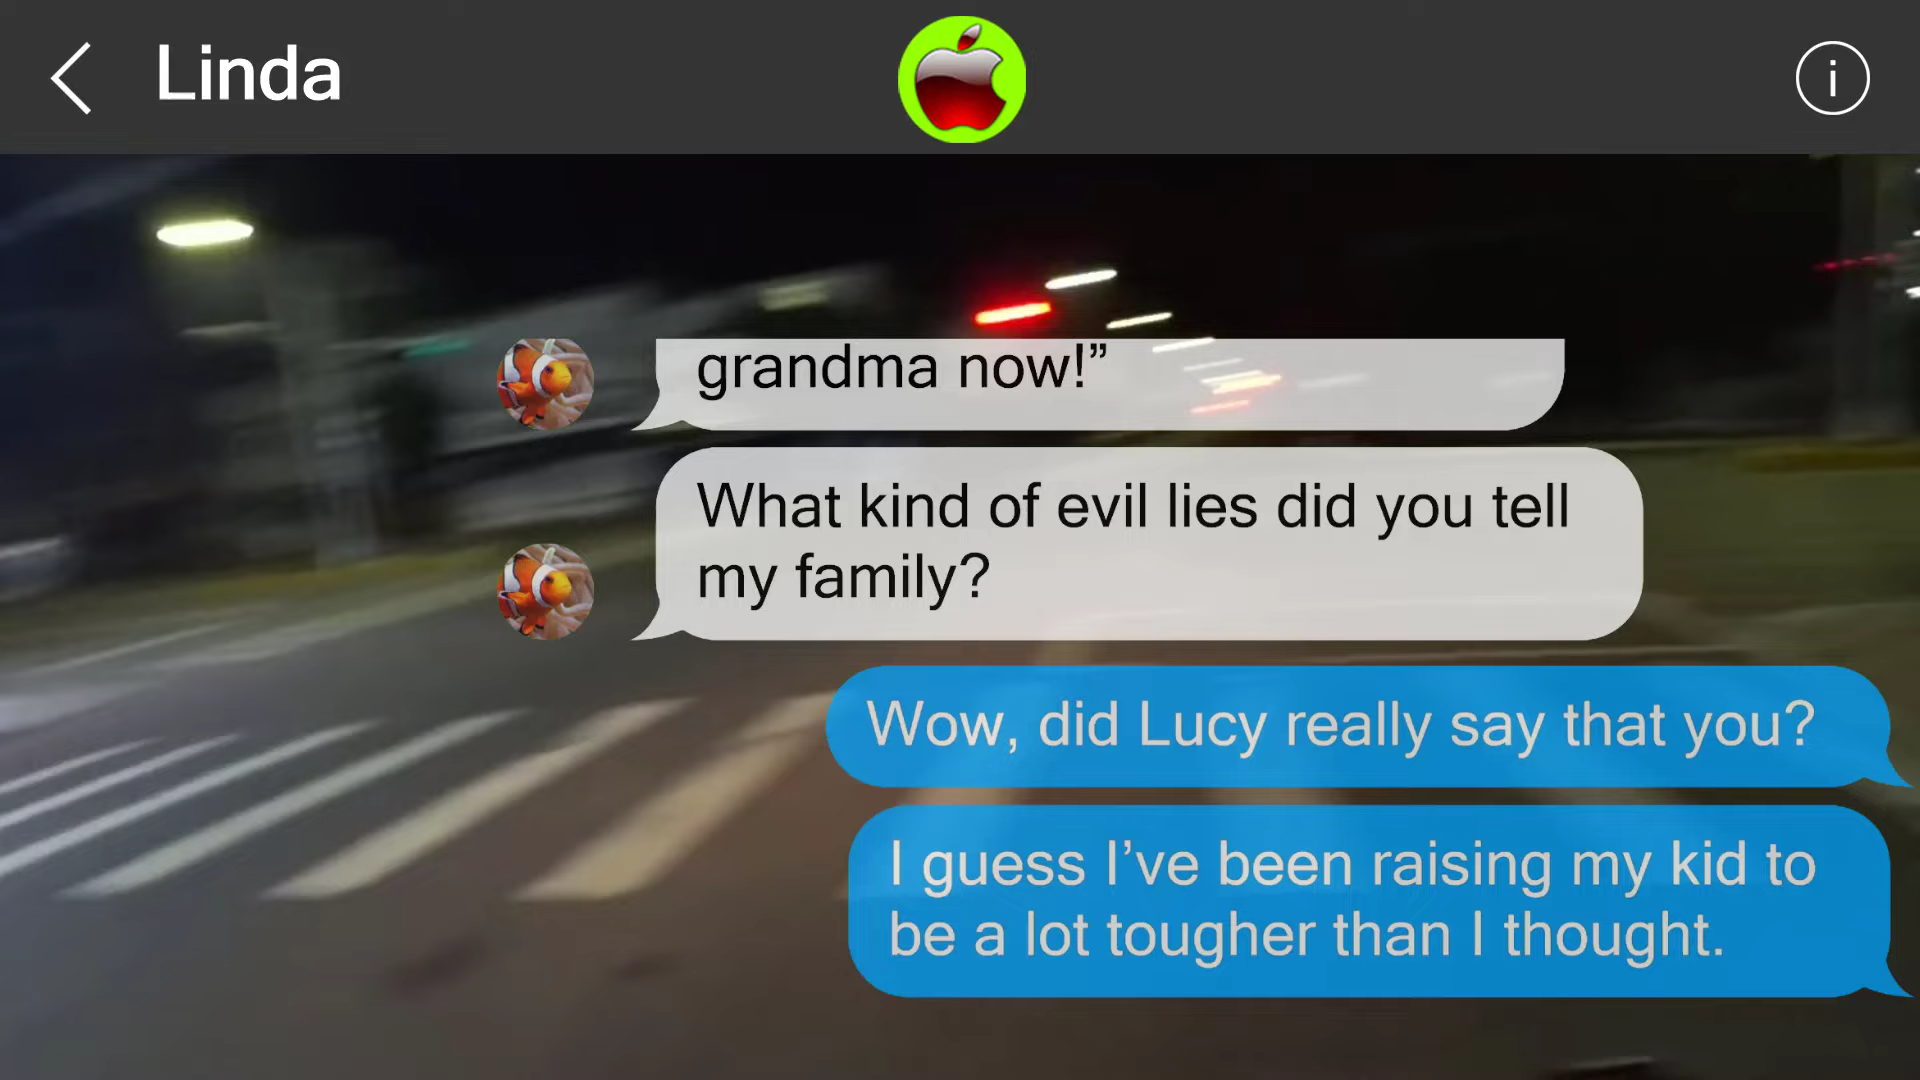 Linda
i
grandma now!”
What kind of evil lies did you tell
my family?
Wow, did Lucy really say that you?
I guess I’ve been raising my kid to
be a lot tougher than I thought.